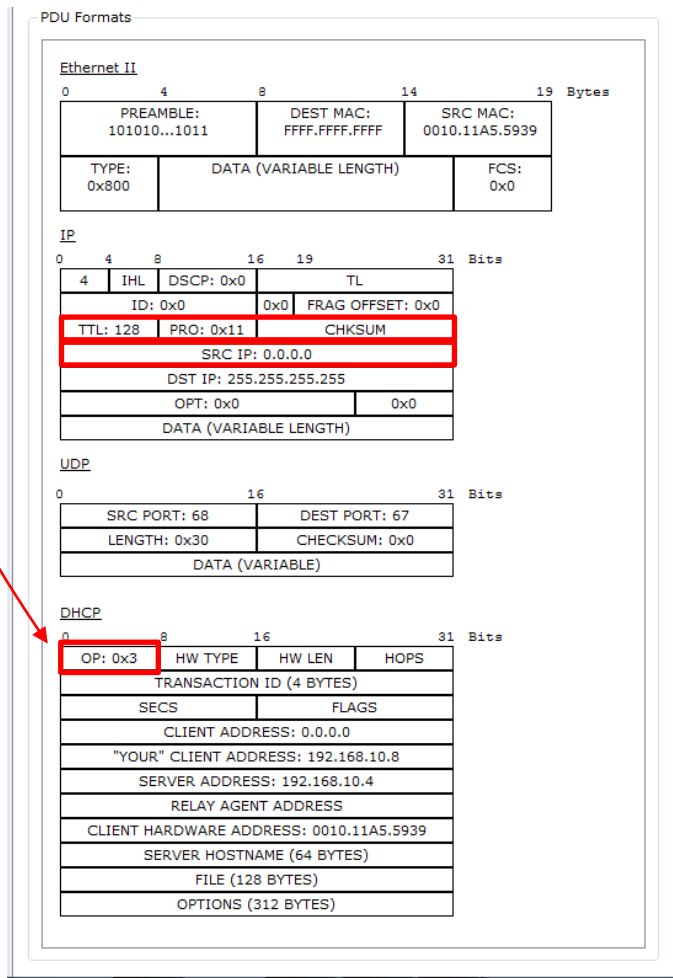 PDU Formats
Ethernet II
0 4 8 14 19 Bytes
PREAMBLE: DEST MAC: SRC MAC:
101010...1011 FFFF.FFFF.FFFF 0010.11A5.5939
TYPE: DATA (VARIABLE LENGTH) FCS:
0x800 0x0
IP
0 4 8 16 19 31 Bits
4 IHL DSCP: 0x0 TL
ID: 0x0 0x0 FRAG OFFSET: 0x0
TTL: 128 PRO: 0x11 CHKSUM
SRC IP: 0.0.0.0
DST IP: 255.255.255.255
OPT: 0x0 0x0
DATA (VARIABLE LENGTH)
UDP
0 16 31 Bits
SRC PORT: 68 DEST PORT: 67
LENGTH: 0x30 CHECKSUM: 0x0
DATA (VARIABLE)
DHCP
0 8 16 31 Bits
OP: 0x3 HW TYPE HW LEN HOPS
TRANSACTION ID (4 BYTES)
SECS FLAGS
CLIENT ADDRESS: 0.0.0.0
"YOUR" CLIENT ADDRESS: 192.168.10.8
SERVER ADDRESS: 192.168.10.4
RELAY AGENT ADDRESS
CLIENT HARDWARE ADDRESS: 0010.11A5.5939
SERVER HOSTNAME (64 BYTES)
FILE (128 BYTES)
OPTIONS (312 BYTES)